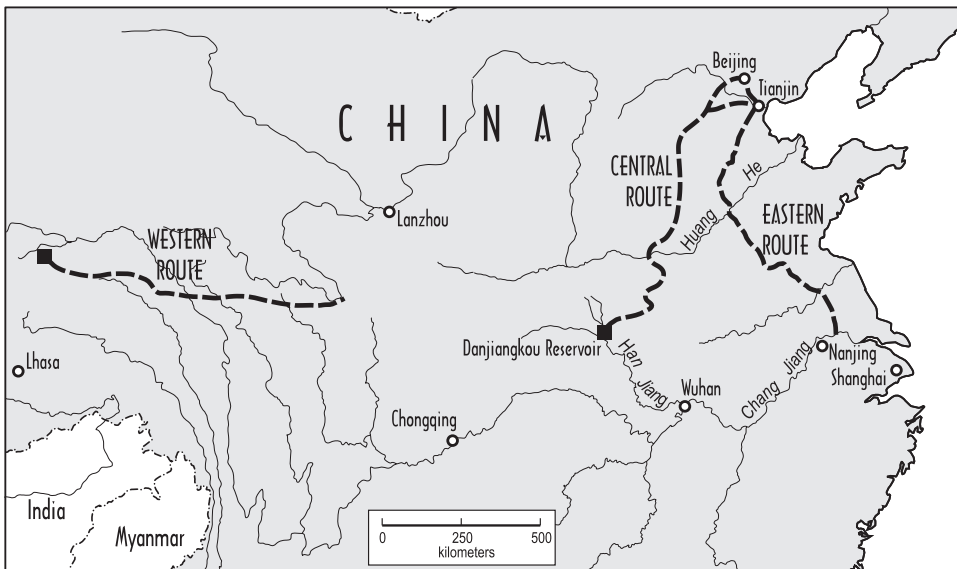 Beijing
Tianjin
CHINA
CENTRAL
ROUTE
Huang He
EASTERN
ROUTE
Lanzhou
WESTERN
ROUTE
Danjiangkou Reservoir
Han Jiang
Wuhan
Chang Jiang
Nanjing
Shanghai
Lhasa
Chongqing
India
Myanmar
0 250 500
kilometers